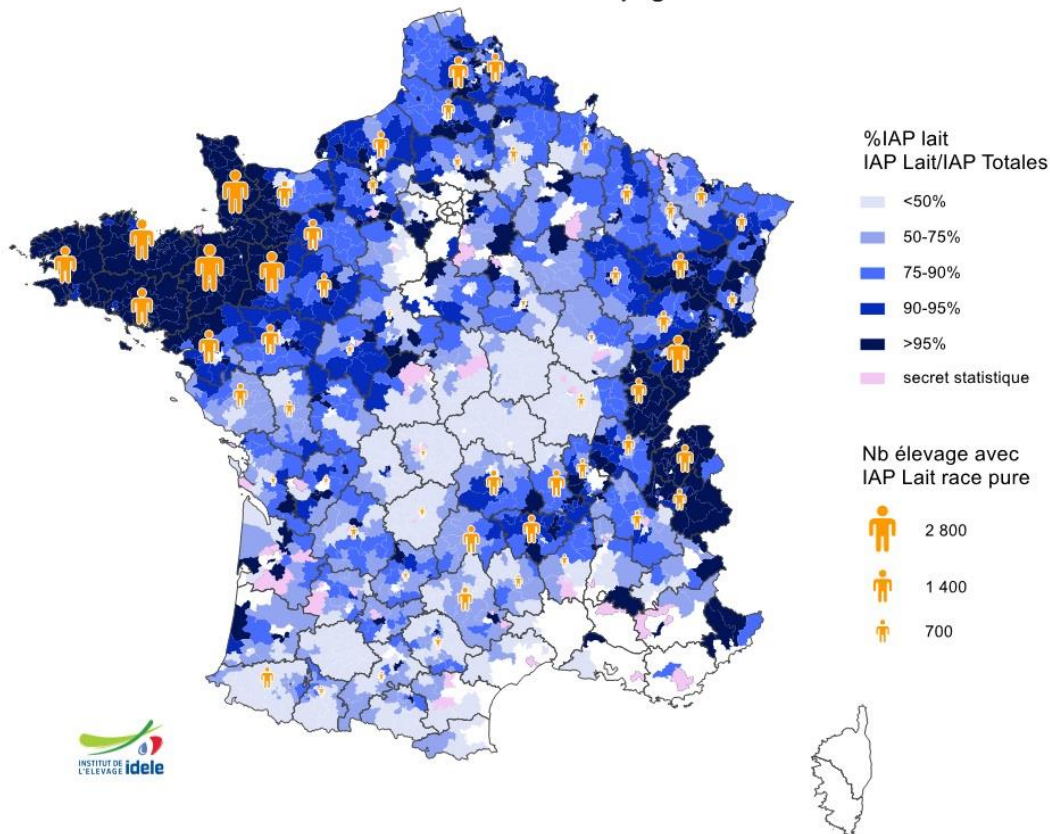 %IAP lait
IAP Lait/IAP Totales
<50%
50-75%
75-90%
90-95%
>95%
secret statistique
Nb élevage avec
IAP Lait race pure
2 800
1 400
700
INSTITUT DE
L'ELEVAGE idele